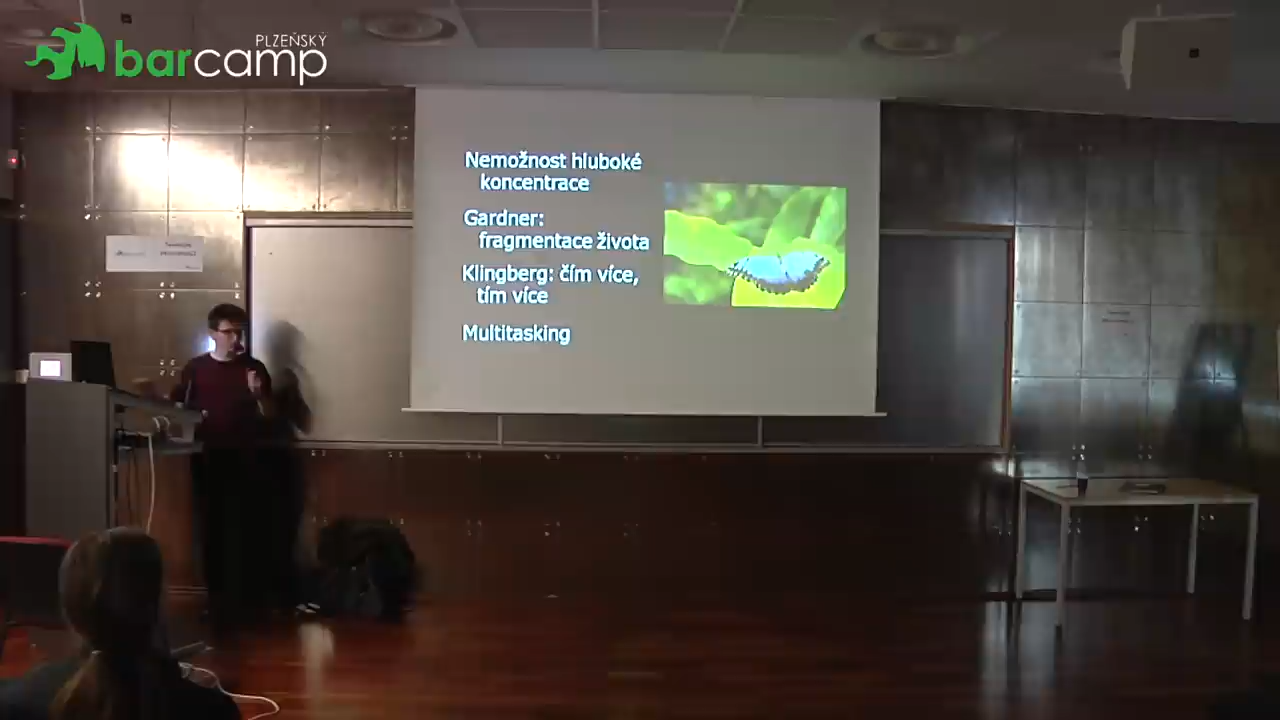 PLZEŇSKÝ
barcamp
Nemožnost hluboké
koncentrace
Gardner:
fragmentace života
Klingberg: čím více,
tím více
Multitasking